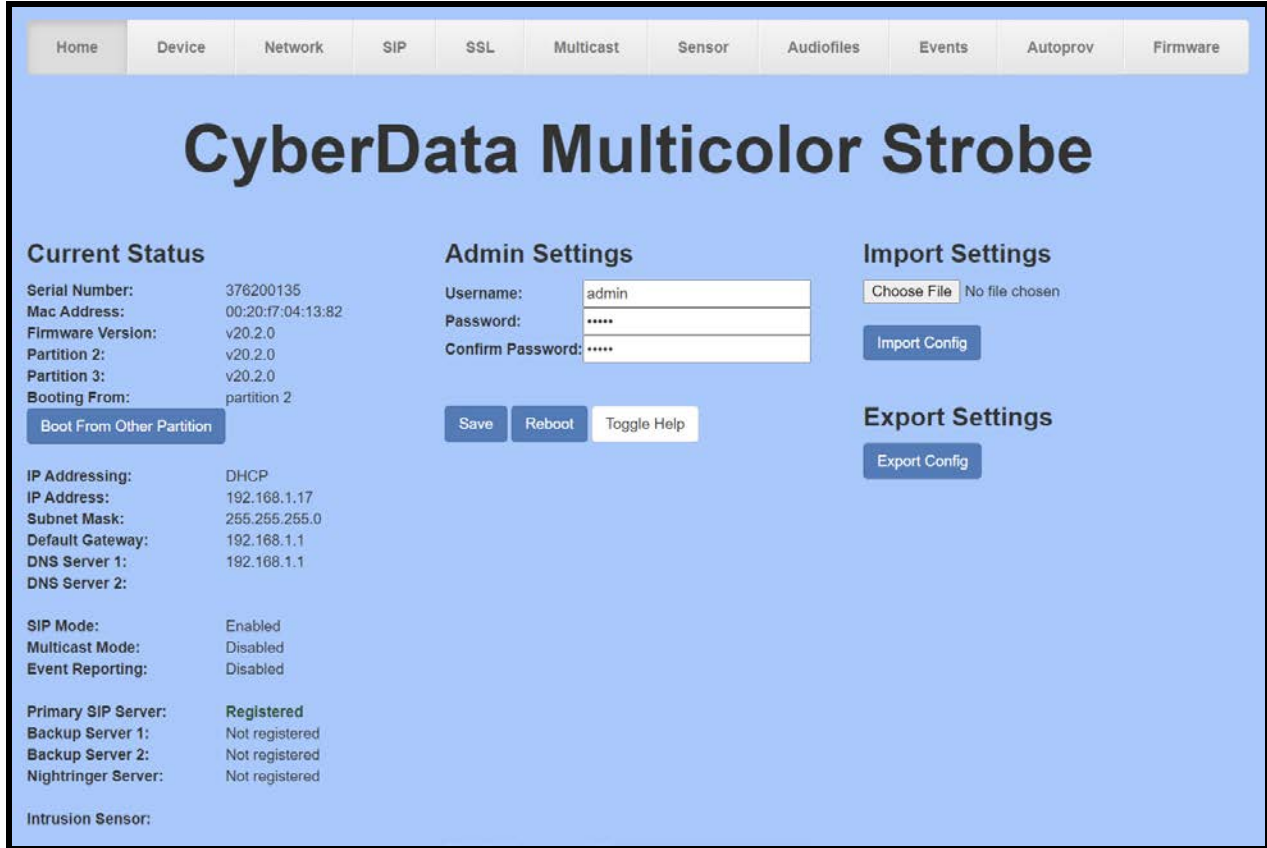 Home Device Network SIP SSL Multicast Sensor Audiofiles Events Autoprov Firmware
CyberData Multicolor Strobe
Current Status
Serial Number: 376200135
Mac Address: 00:20:f7:04:13:82
Firmware Version: v20.2.0
Partition 2: v20.2.0
Partition 3: v20.2.0
Booting From: partition 2
Boot From Other Partition
IP Addressing: DHCP
IP Address: 192.168.1.17
Subnet Mask: 255.255.255.0
Default Gateway: 192.168.1.1
DNS Server 1: 192.168.1.1
DNS Server 2:
SIP Mode: Enabled
Multicast Mode: Disabled
Event Reporting: Disabled
Primary SIP Server: Registered
Backup Server 1: Not registered
Backup Server 2: Not registered
Nightringer Server: Not registered
Intrusion Sensor:
Admin Settings
Username: admin
Password: •••••
Confirm Password: •••••
Save Reboot Toggle Help
Import Settings
Choose File No file chosen
Import Config
Export Settings
Export Config